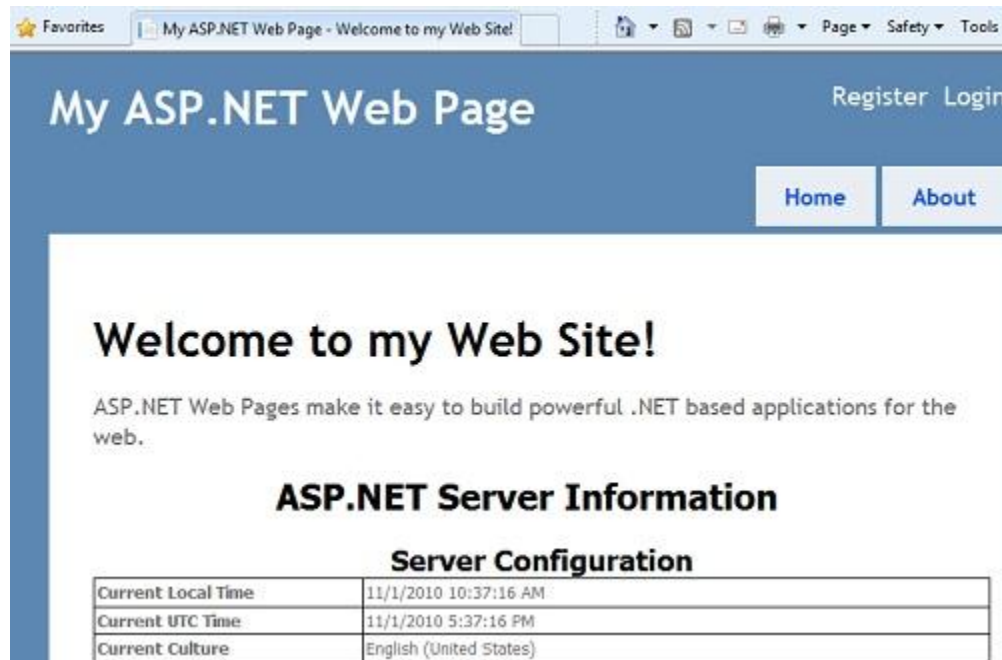 Favorites
My ASP.NET Web Page - Welcome to my Web Site!
Page
Safety
Tools
My ASP.NET Web Page
Register Login
Home
About
Welcome to my Web Site!
ASP.NET Web Pages make it easy to build powerful .NET based applications for the
web.
ASP.NET Server Information
Server Configuration
Current Local Time 11/1/2010 10:37:16 AM
Current UTC Time 11/1/2010 5:37:16 PM
Current Culture English (United States)